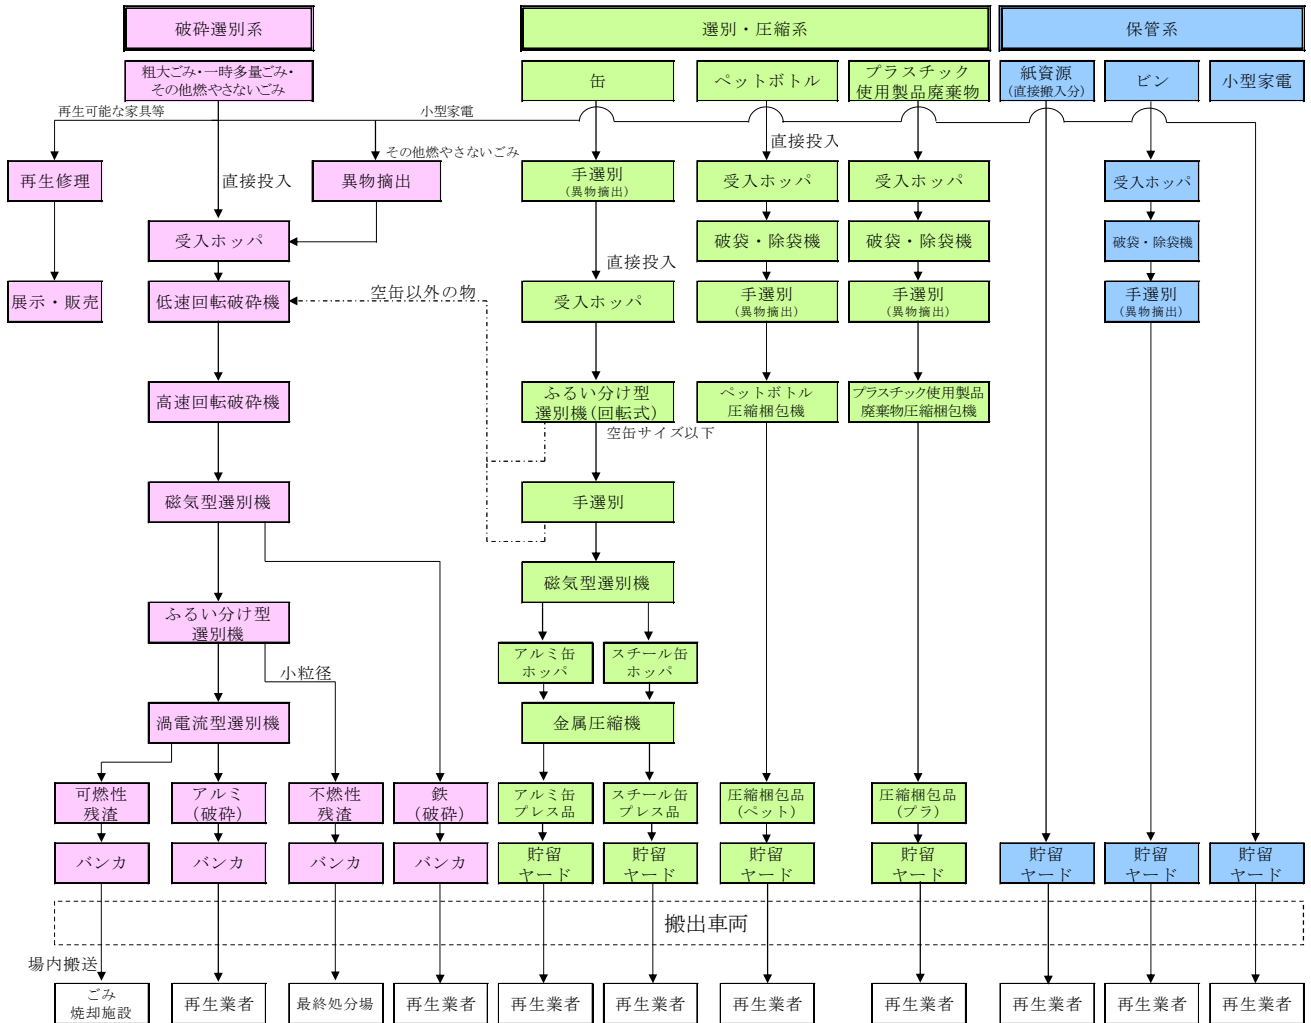 破砕選別系
選別・圧縮系
保管系
粗大ごみ・一時多量ごみ・
その他燃やさないごみ
缶
ペットボトル
プラスチック
使用製品廃棄物
紙資源
(直接搬入分)
ビン
小型家電
再生可能な家具等
小型家電
その他燃やさないごみ
直接投入
再生修理
直接投入
異物摘出
手選別
(異物摘出)
受入ホッパ
受入ホッパ
受入ホッパ
受入ホッパ
破袋・除袋機
破袋・除袋機
破袋・除袋機
直接投入
展示・販売
低速回転破砕機
空缶以外の物
受入ホッパ
手選別
(異物摘出)
手選別
(異物摘出)
手選別
(異物摘出)
高速回転破砕機
ふるい分け型
選別機(回転式)
ペットボトル
圧縮梱包機
プラスチック使用製品
廃棄物圧縮梱包機
空缶サイズ以下
磁気型選別機
手選別
磁気型選別機
ふるい分け型
選別機
小粒径
アルミ缶
ホッパ
スチール缶
ホッパ
渦電流型選別機
金属圧縮機
可燃性
残渣
アルミ
(破砕)
不燃性
残渣
鉄
(破砕)
アルミ缶
プレス品
スチール缶
プレス品
圧縮梱包品
(ペット)
圧縮梱包品
(プラ)
バンカ
バンカ
バンカ
バンカ
貯留
ヤード
貯留
ヤード
貯留
ヤード
貯留
ヤード
貯留
ヤード
貯留
ヤード
貯留
ヤード
搬出車両
場内搬送
ごみ
焼却施設
再生業者
最終処分場
再生業者
再生業者
再生業者
再生業者
再生業者
再生業者
再生業者
再生業者